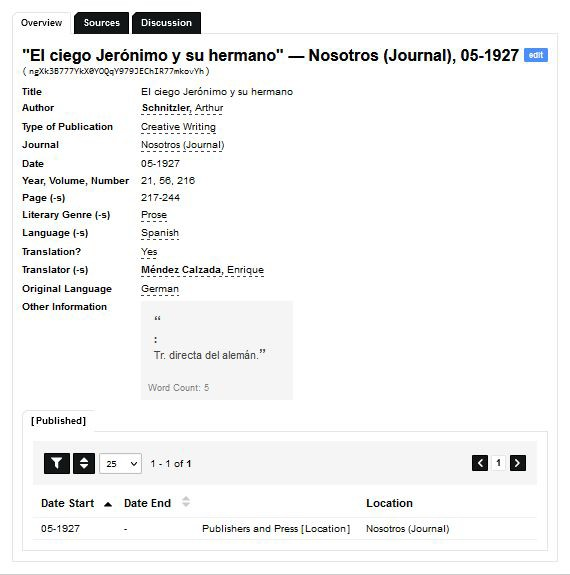 Overview Sources Discussion
"El ciego Jerónimo y su hermano" — Nosotros (Journal), 05-1927 edit
( ngXk3B777YkX0YOQqY979JEChIR77mkovYh )
Title El ciego Jerónimo y su hermano
Author Schnitzler, Arthur
Type of Publication Creative Writing
Journal Nosotros (Journal)
Date 05-1927
Year, Volume, Number 21, 56, 216
Page (-s) 217-244
Literary Genre (-s) Prose
Language (-s) Spanish
Translation? Yes
Translator (-s) Méndez Calzada, Enrique
Original Language German
Other Information
“
:
Tr. directa del alemán.”
Word Count: 5
[Published]
25 1 - 1 of 1 1
Date Start Date End Location
05-1927 - Publishers and Press [Location] Nosotros (Journal)